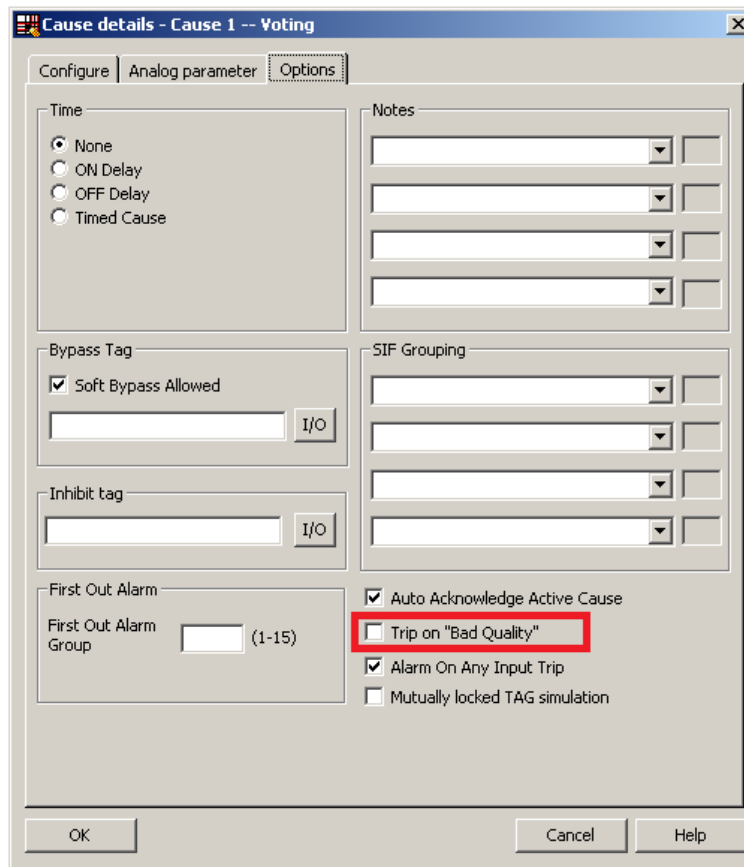 Cause details - Cause 1 -- Voting
Configure
Analog parameter
Options
Time
None
ON Delay
OFF Delay
Timed Cause
Notes
Bypass Tag
Soft Bypass Allowed
I/O
SIF Grouping
Inhibit tag
I/O
First Out Alarm
First Out Alarm
Group
(1-15)
Auto Acknowledge Active Cause
Trip on "Bad Quality"
Alarm On Any Input Trip
Mutually locked TAG simulation
OK
Cancel
Help